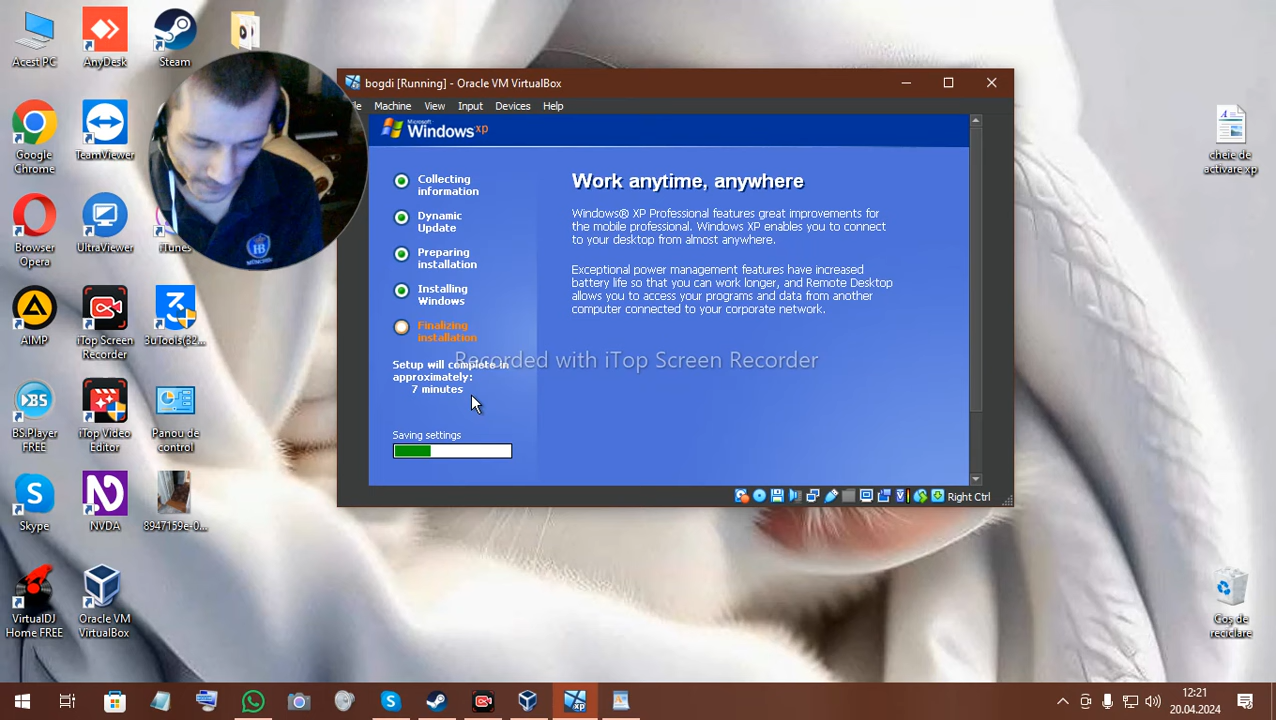 Acest PC
AnyDesk
Steam
Google
Chrome
TeamViewer
Browser
Opera
UltraViewer
iTunes
AIMP
iTop Screen
Recorder
3uTools(32...
BS.Player
FREE
iTop Video
Editor
Panou de
control
Skype
NVDA
8947159e-0...
VirtualDJ
Home FREE
Oracle VM
VirtualBox
HB
MÜNCHEN
bogdi [Running] - Oracle VM VirtualBox
Machine View Input Devices Help
Microsoft
Windows xp
Collecting
information
Dynamic
Update
Preparing
installation
Installing
Windows
Finalizing
installation
Setup will complete in
approximately:
7 minutes
Saving settings
Work anytime, anywhere
Windows® XP Professional features great improvements for
the mobile professional. Windows XP enables you to connect
to your desktop from almost anywhere.
Exceptional power management features have increased
battery life so that you can work longer, and Remote Desktop
allows you to access your programs and data from another
computer connected to your corporate network.
Recorded with iTop Screen Recorder
Right Ctrl
cheie de
activare xp
Coș de
reciclare
12:21
20.04.2024